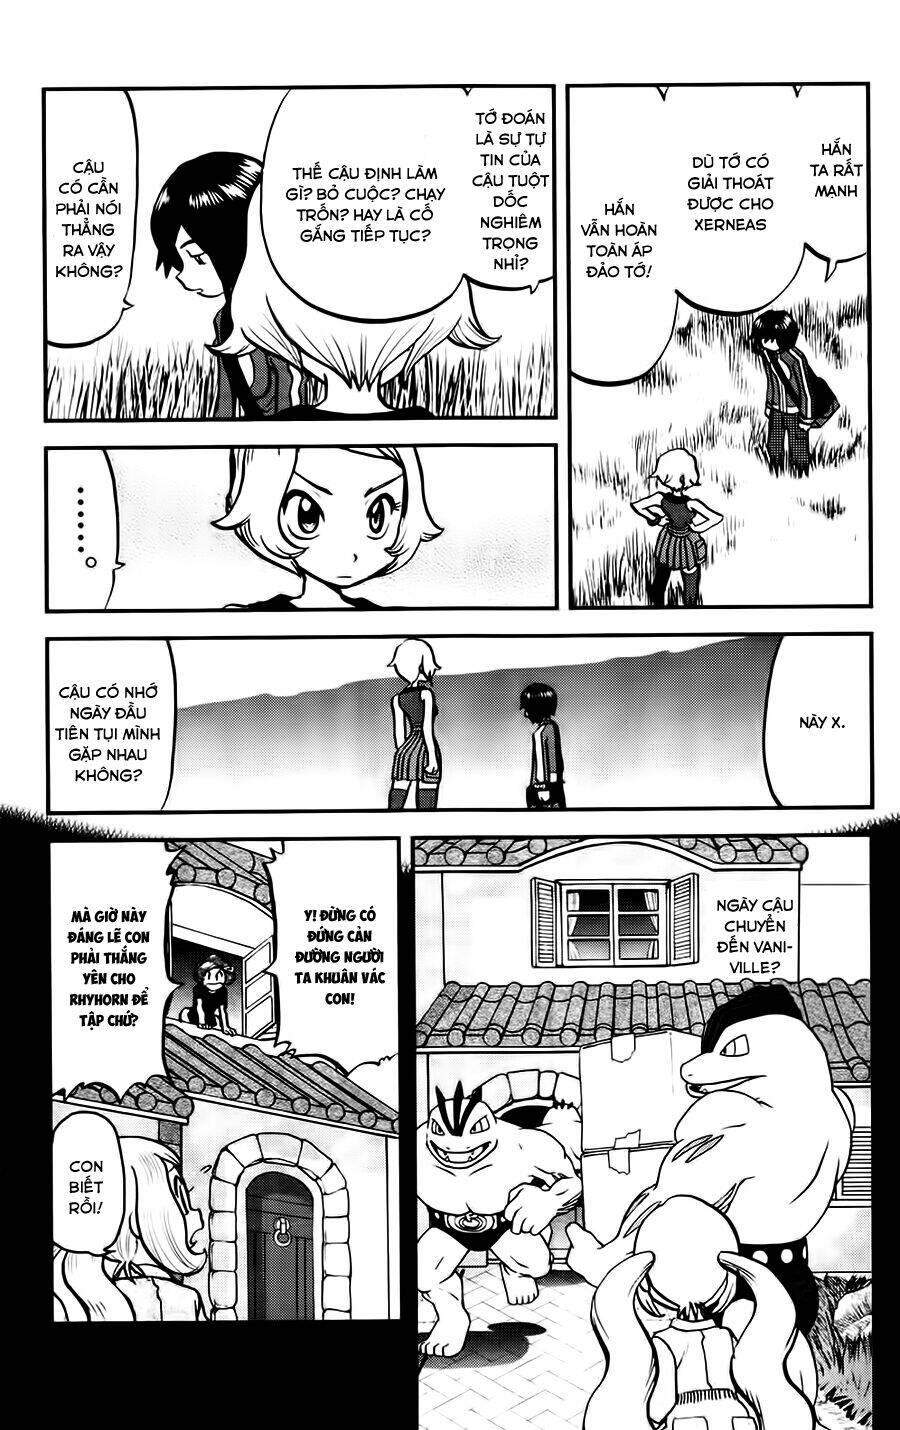 HẮN
TA RẤT
MẠNH
DÙ TỚ CÓ
GIẢI THOÁT
ĐƯỢC CHO
XERNEAS
HẮN
VẪN HOÀN
TOÀN ÁP
ĐẢO TỚ!
TỚ ĐOÁN
LÀ SỰ TỰ
TIN CỦA
CẬU TUỘT
DỐC
NGHIÊM
TRỌNG
NHỈ?
THẾ CẬU ĐỊNH LÀM
GÌ? BỎ CUỘC? CHẠY
TRỐN? HAY LÀ CỐ
GẮNG TIẾP TỤC?
CẬU
CÓ CẦN
PHẢI NÓI
THẲNG
RA VẬY
KHÔNG?
......。
NÀY X.
CẬU CÓ NHỚ
NGÀY ĐẦU
TIÊN TỤI MÌNH
GẶP NHAU
KHÔNG?
NGÀY CẬU
CHUYỂN
ĐẾN VANI-
VILLE?
Y! ĐỪNG CÓ
ĐỨNG CẢN
ĐƯỜNG NGƯỜI
TA KHUÂN VÁC
CON!
MÀ GIỜ NÀY
ĐÁNG LẼ CON
PHẢI THẮNG
YÊN CHO
RHYHORN ĐỂ
TẬP CHỨ?
CON
BIẾT
RỒI!